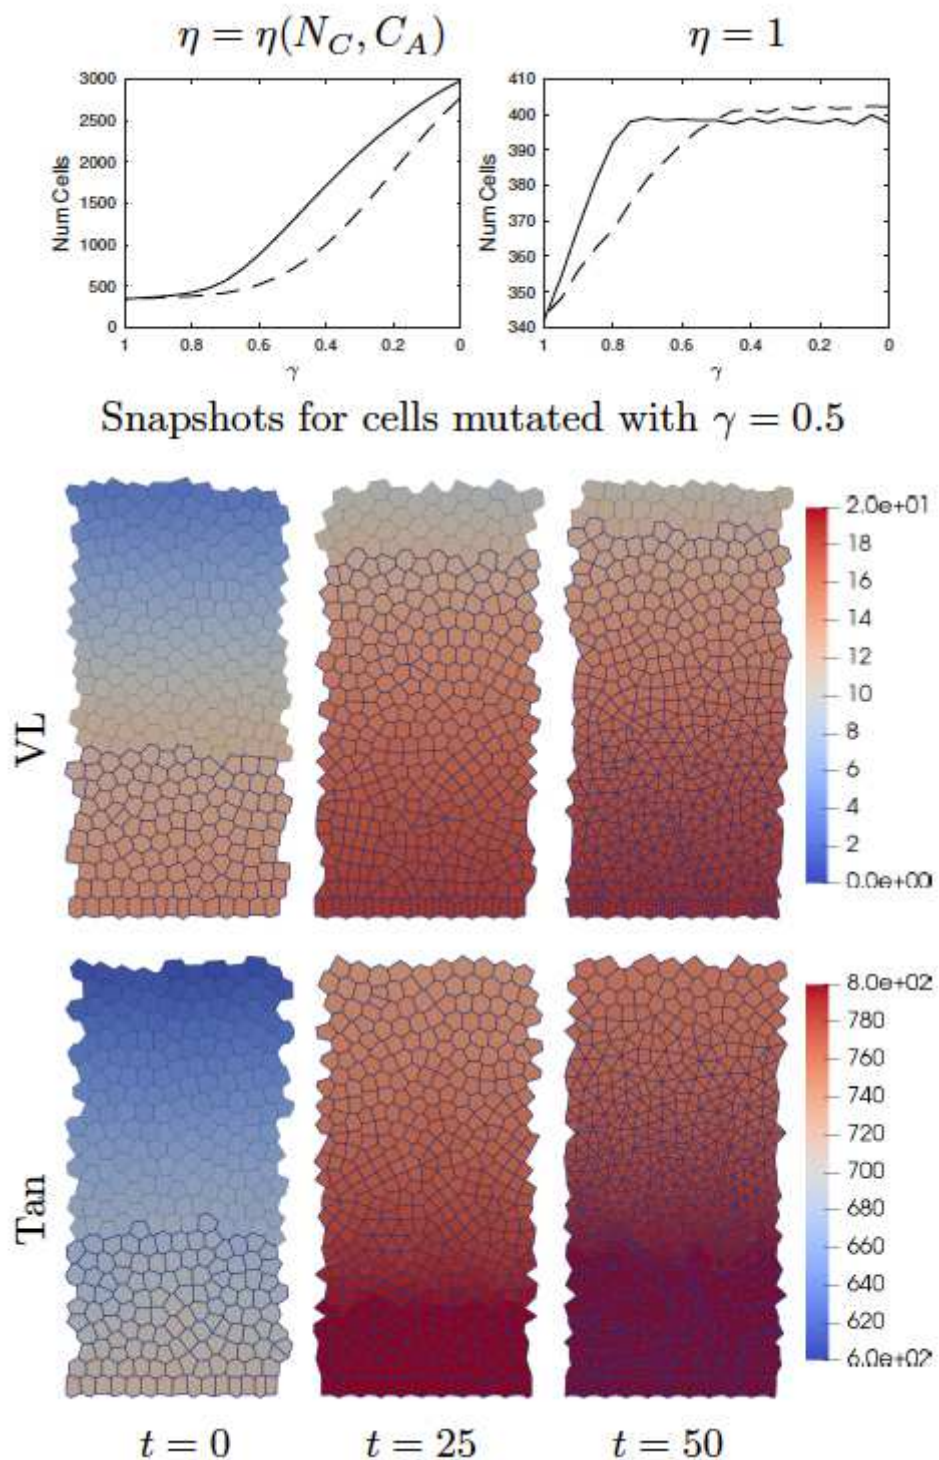 η = η(N_C, C_A)
η = 1
3000
2500
2000
1500
1000
500
0
Num Cells
1 0.8 0.6 0.4 0.2 0
γ
410
400
390
380
370
360
350
340
Num Cells
1 0.8 0.6 0.4 0.2 0
γ
Snapshots for cells mutated with γ = 0.5
VL
2.0e+01
18
16
14
12
10
8
6
4
2
0.0e+00
Tan
8.0e+02
780
760
740
720
700
680
660
640
620
6.0e+02
t = 0
t = 25
t = 50